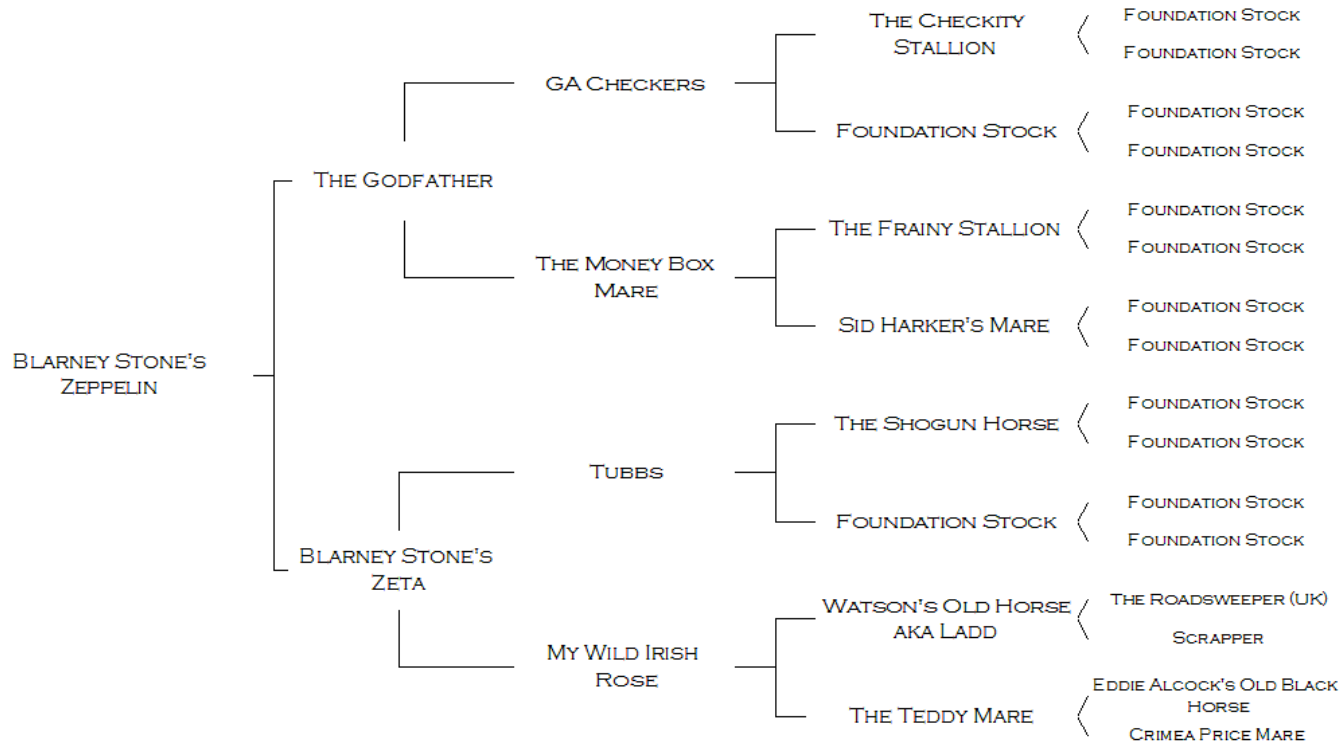 The Checkity
Stallion
Foundation Stock
Foundation Stock
GA Checkers
Foundation Stock
Foundation Stock
Foundation Stock
The Godfather
The Frainy Stallion
Foundation Stock
Foundation Stock
The Money Box
Mare
Sid Harker's Mare
Foundation Stock
Foundation Stock
Blarney Stone's
Zeppelin
The Shogun Horse
Foundation Stock
Foundation Stock
Tubbs
Foundation Stock
Foundation Stock
Foundation Stock
Blarney Stone's
Zeta
Watson's Old Horse
aka Ladd
The Roadsweeper (UK)
Scrapper
My Wild Irish
Rose
The Teddy Mare
Eddie Alcock's Old Black
Horse
Crimea Price Mare